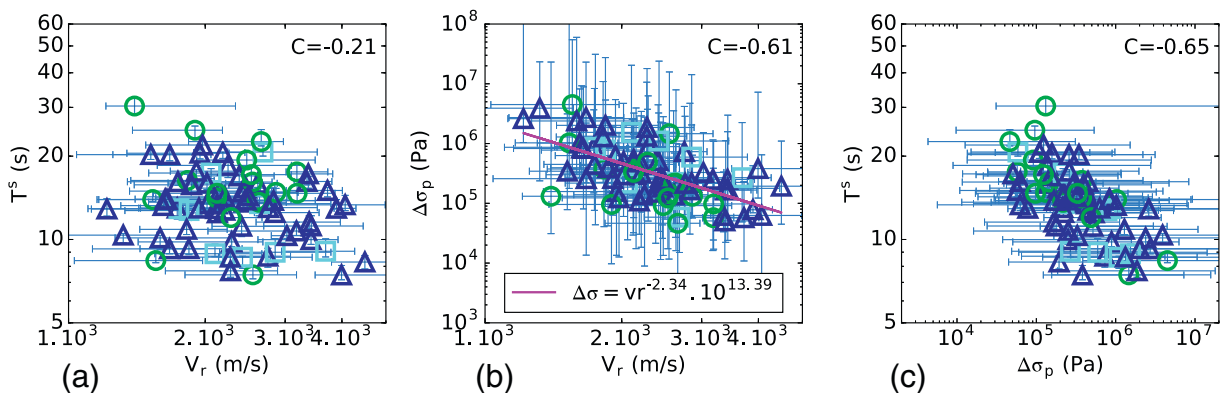 60
50
40
30
20
10
5
T^s (s)
C=-0.21
1.10^3 2.10^3 3.10^3 4.10^3
V_r (m/s)
(a)
10^8
10^7
10^6
10^5
10^4
10^3
Δσ_p (Pa)
C=-0.61
Δσ = vr^{-2.34} . 10^{13.39}
1.10^3 2.10^3 3.10^3 4.10^3
V_r (m/s)
(b)
60
50
40
30
20
10
5
T^s (s)
C=-0.65
10^4 10^5 10^6 10^7
Δσ_p (Pa)
(c)